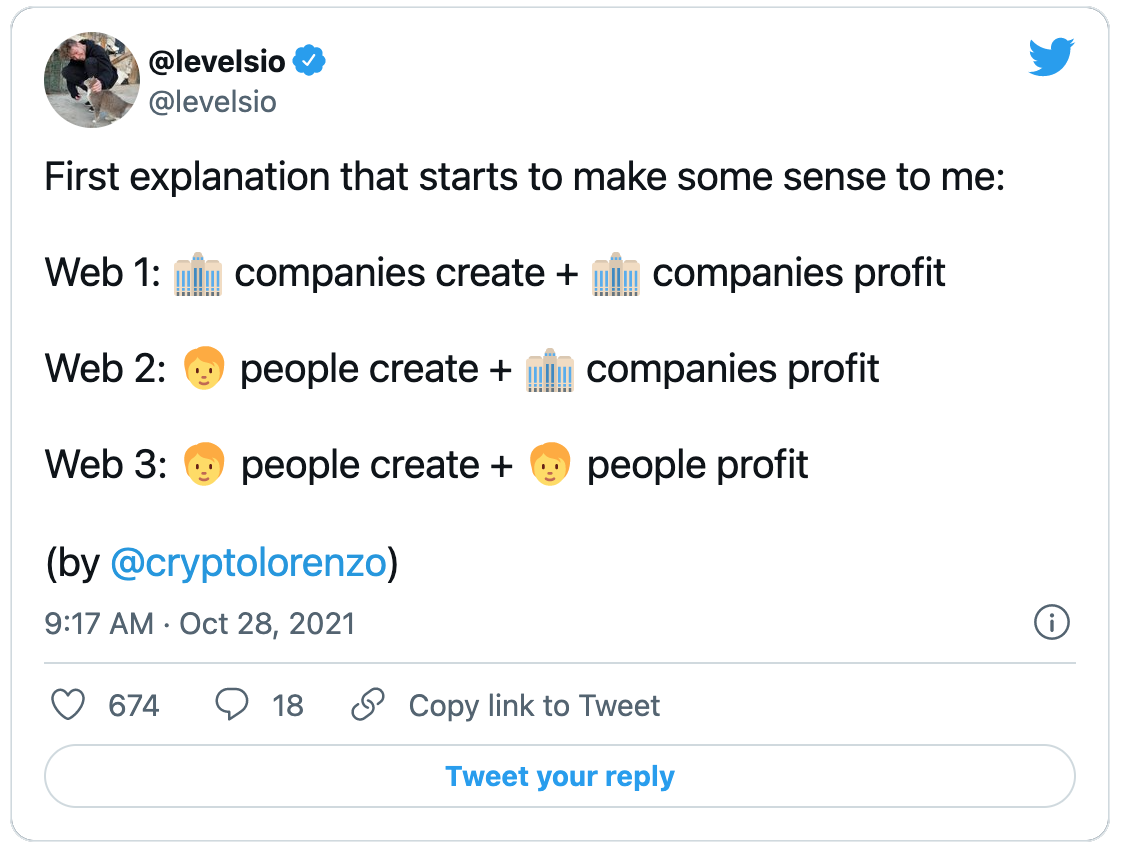 @levelsio
@levelsio
First explanation that starts to make some sense to me:
Web 1: 🏢 companies create + 🏢 companies profit
Web 2: 🧑 people create + 🏢 companies profit
Web 3: 🧑 people create + 🧑 people profit
(by @cryptolorenzo)
9:17 AM · Oct 28, 2021
674 18 Copy link to Tweet
Tweet your reply